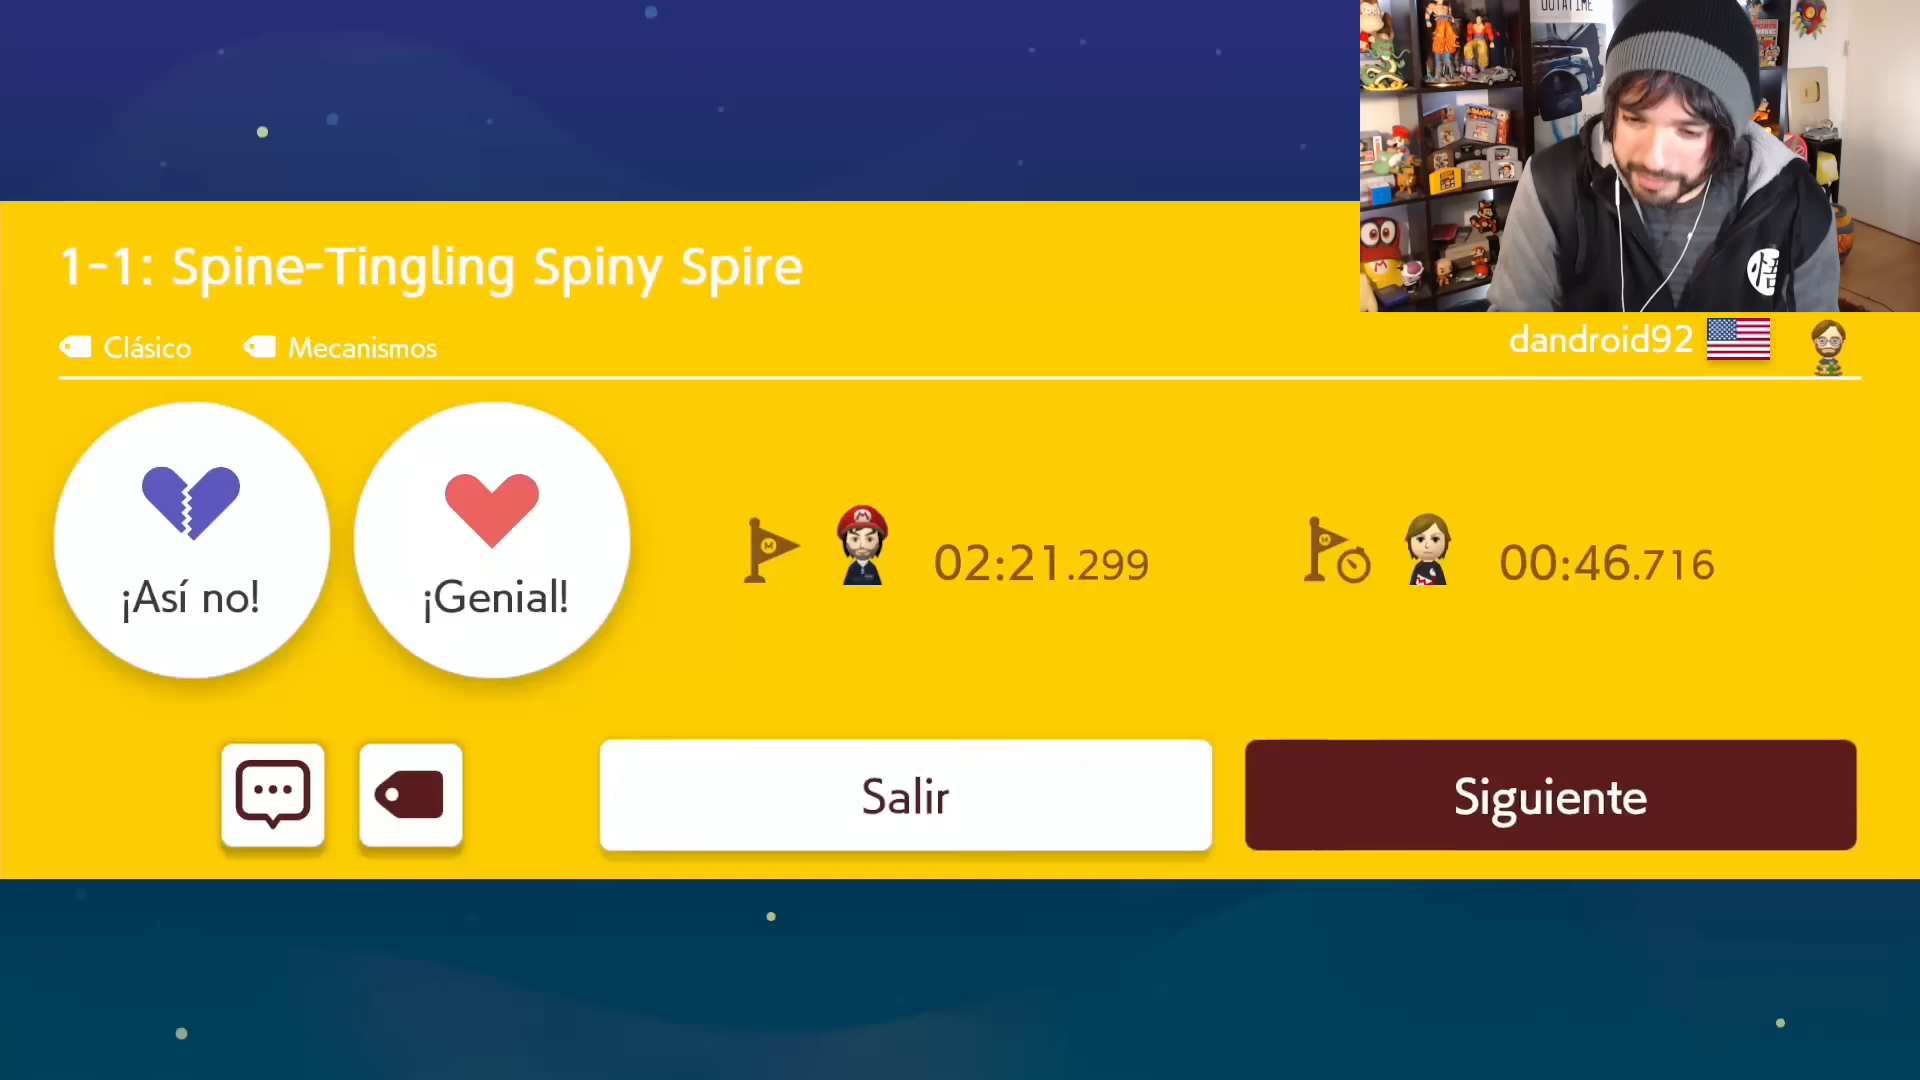 OUTATIME
1-1: Spine-Tingling Spiny Spire
Clásico
Mecanismos
dandroid92
¡Así no!
¡Genial!
02:21.299
00:46.716
Salir
Siguiente